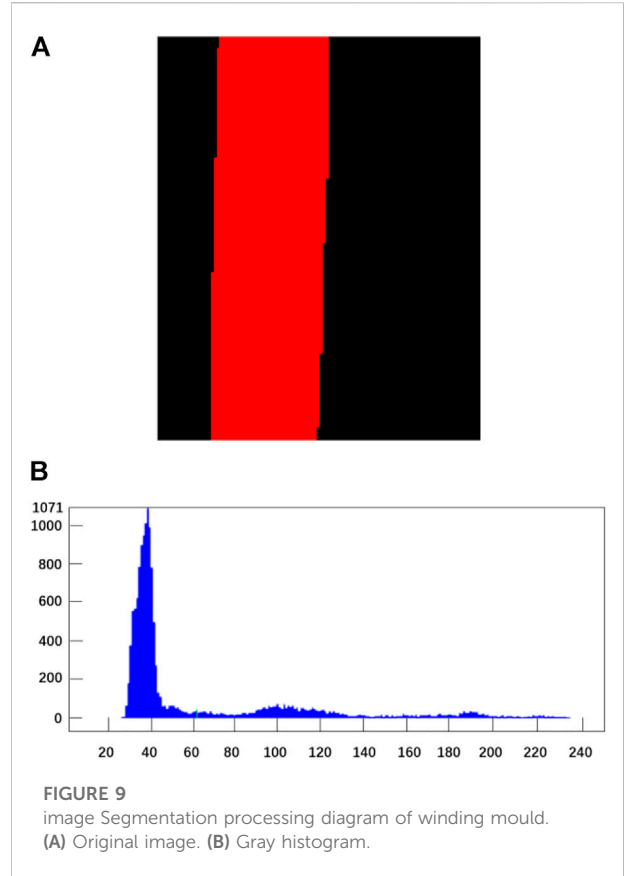 A
B
1071
1000
800
600
400
200
0
20 40 60 80 100 120 140 160 180 200 220 240
FIGURE 9
image Segmentation processing diagram of winding mould.
(A) Original image. (B) Gray histogram.